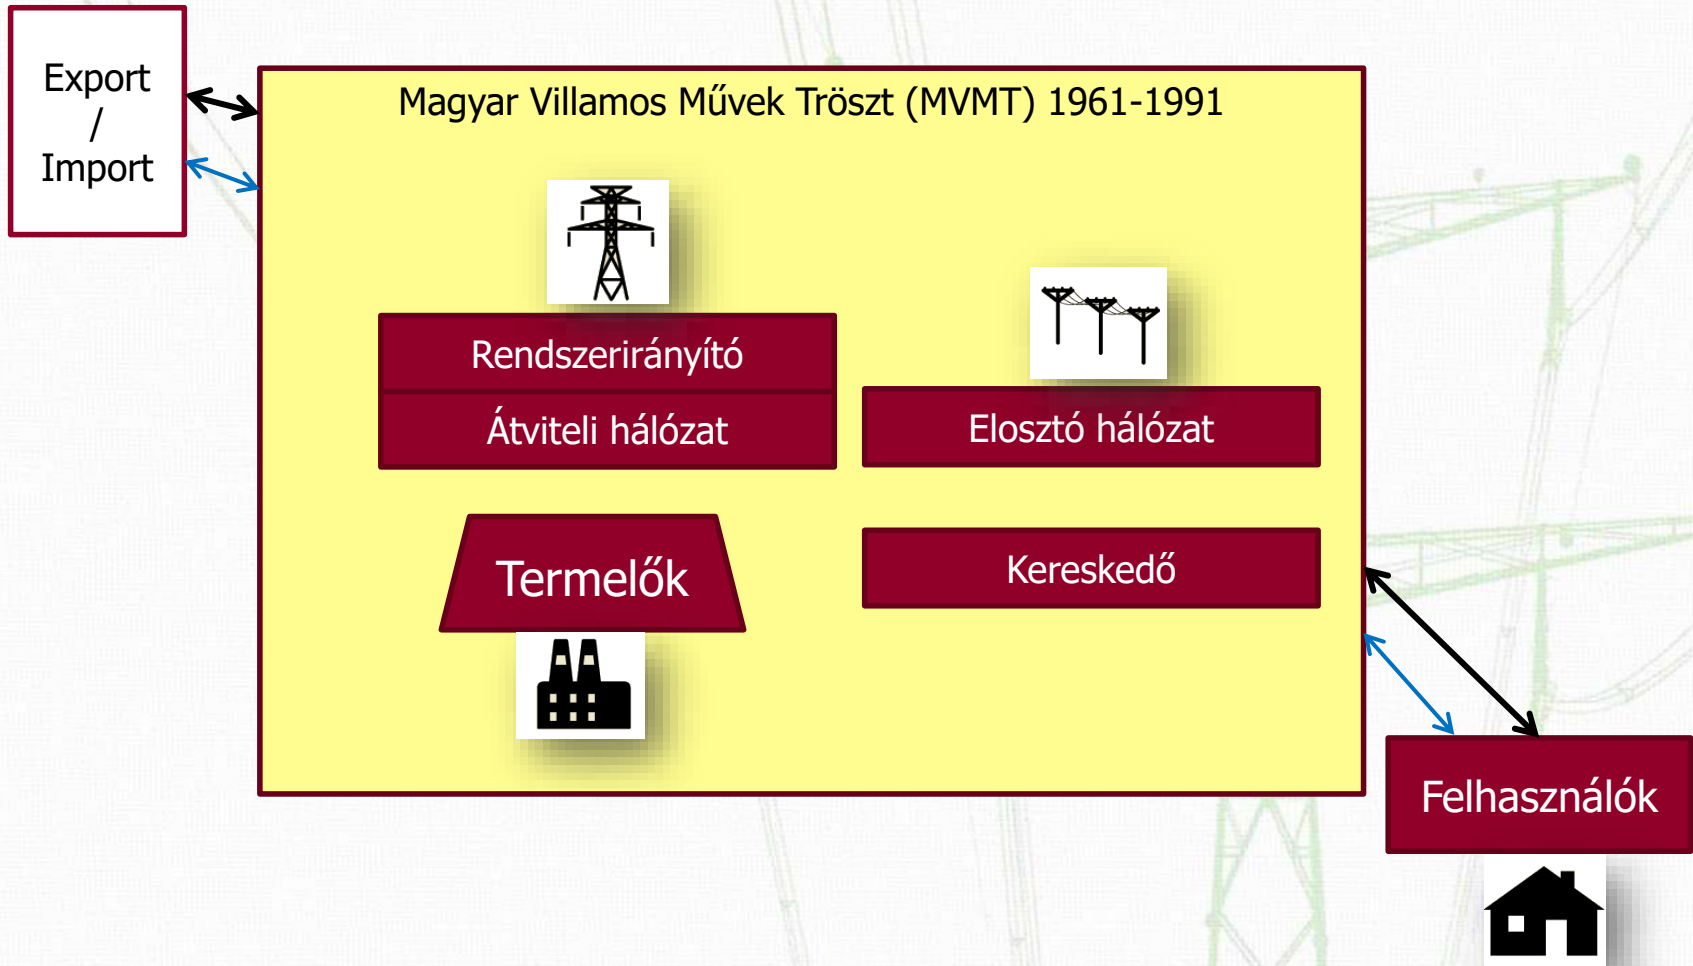 Export
/
Import
Magyar Villamos Művek Tröszt (MVMT) 1961-1991
Rendszerirányító
Átviteli hálózat
Elosztó hálózat
Termelők
Kereskedő
Felhasználók